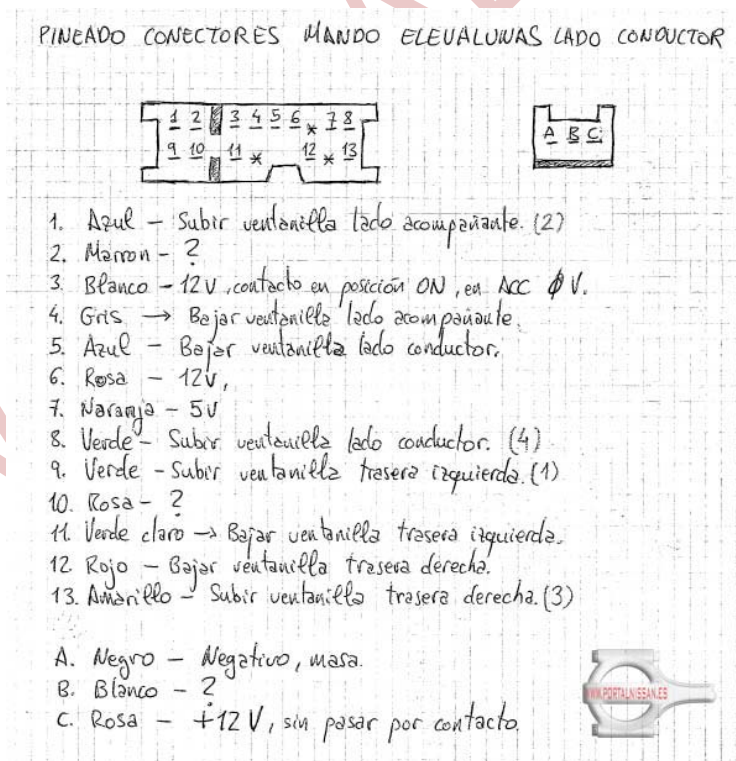 PINEADO CONECTORES MANDO ELEVALUNAS LADO CONDUCTOR
1 2 3 4 5 6 * 7 8
9 10 11 * 12 * 13
A B C
1. Azul – Subir ventanilla lado acompañante. (2)
2. Marron – ?
3. Blanco – 12V, contacto en posición ON, en ACC ϕ V.
4. Gris → Bajar ventanilla lado acompañante.
5. Azul – Bajar ventanilla lado conductor.
6. Rosa – 12V,
7. Naranja – 5V
8. Verde – Subir ventanilla lado conductor. (4)
9. Verde – Subir ventanilla trasera izquierda. (1)
10. Rosa – ?
11. Verde claro → Bajar ventanilla trasera izquierda.
12 Rojo – Bajar ventanilla trasera derecha.
13. Amarillo – Subir ventanilla trasera derecha. (3)
A. Negro – Negativo, masa.
B. Blanco – ?
C. Rosa – +12 V, sin pasar por contacto.
WWW.PORTALNISSAN.ES